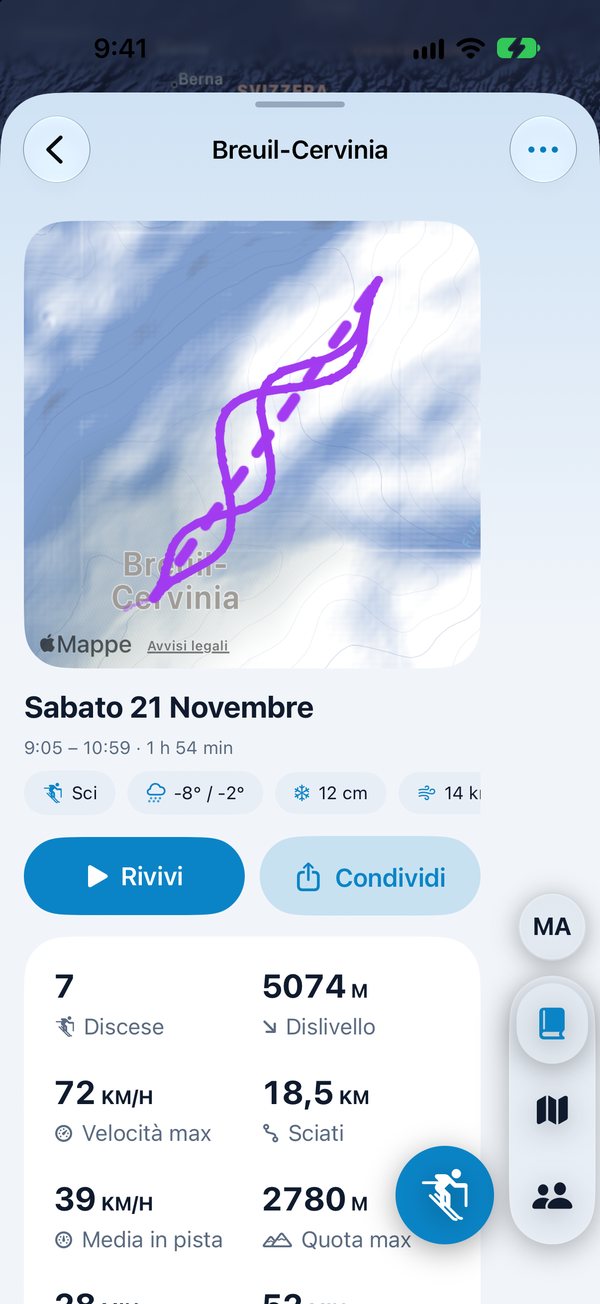 9:41
Berna
SVIZZERA
Breuil-Cervinia
Breuil-
Cervinia
Mappe
Avvisi legali
Sabato 21 Novembre
9:05 – 10:59 · 1 h 54 min
Sci
-8° / -2°
12 cm
14
Rivivi
Condividi
MA
7
5074 M
Discese
Dislivello
72 KM/H
18,5 KM
Velocità max
Sciati
39 KM/H
2780 M
Media in pista
Quota max